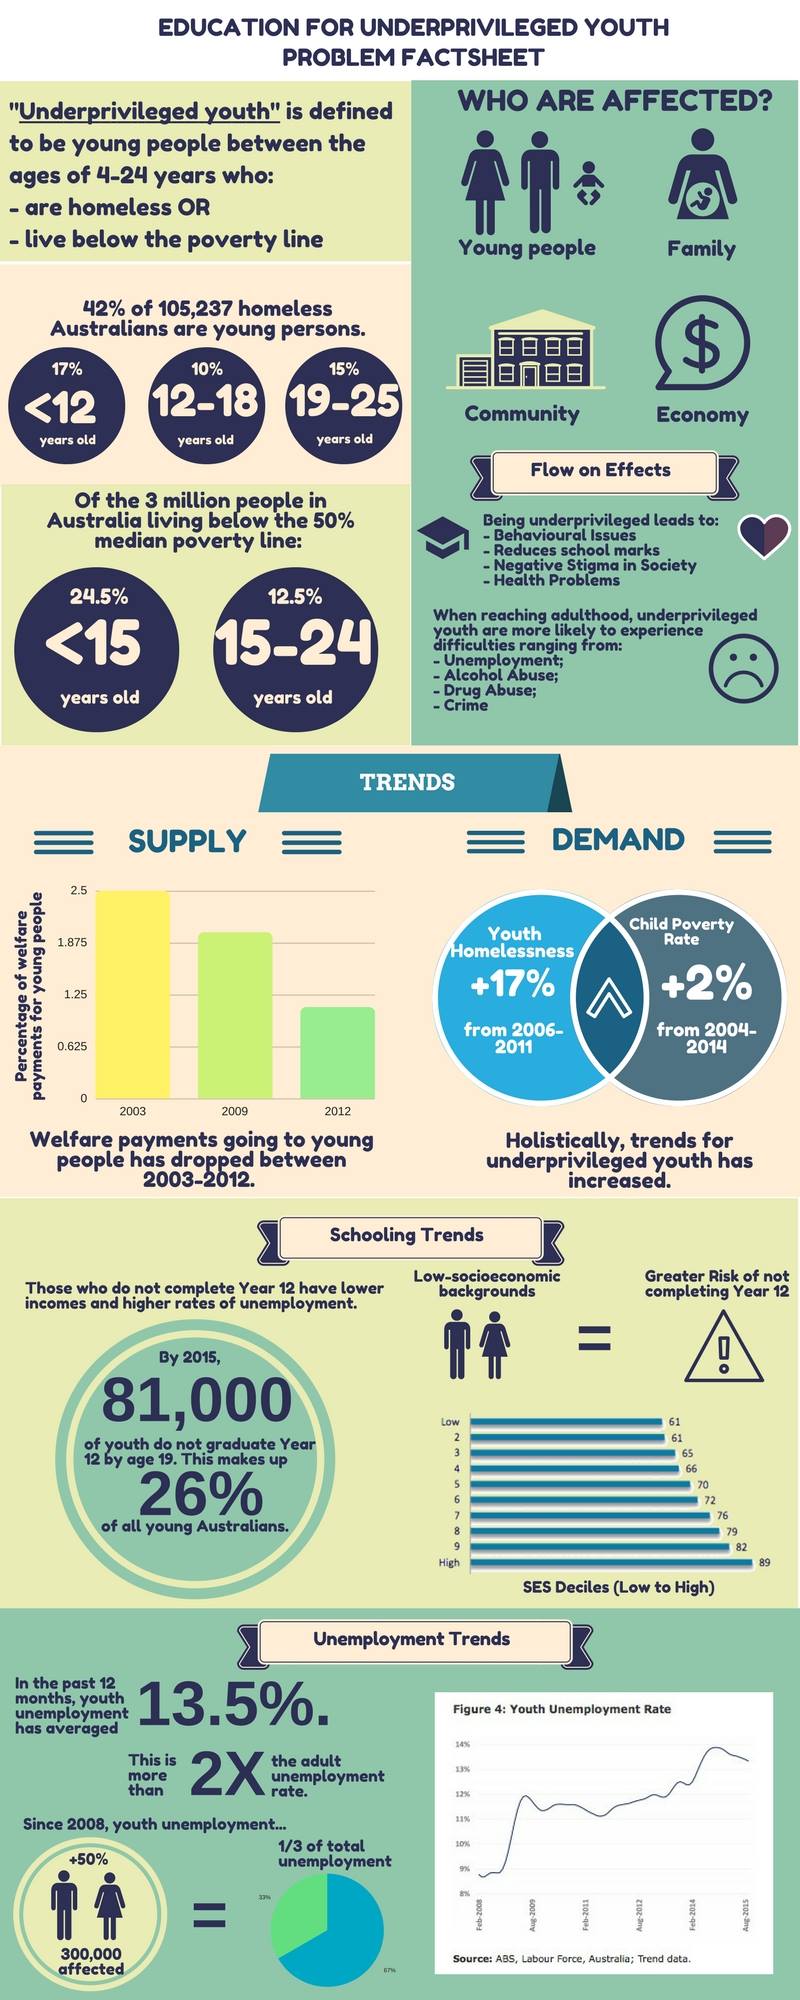 EDUCATION FOR UNDERPRIVILEGED YOUTH
PROBLEM FACTSHEET
"Underprivileged youth" is defined
to be young people between the
ages of 4-24 years who:
- are homeless OR
- live below the poverty line
42% of 105,237 homeless
Australians are young persons.
17%
<12
years old
10%
12-18
years old
15%
19-25
years old
Of the 3 million people in
Australia living below the 50%
median poverty line:
24.5%
<15
years old
12.5%
15-24
years old
WHO ARE AFFECTED?
Young people
Family
Community
$
Economy
Flow on Effects
Being underprivileged leads to:
- Behavioural Issues
- Reduces school marks
- Negative Stigma in Society
- Health Problems
When reaching adulthood, underprivileged
youth are more likely to experience
difficulties ranging from:
- Unemployment;
- Alcohol Abuse;
- Drug Abuse;
- Crime
TRENDS
SUPPLY
Percentage of welfare
payments for young people
2.5
1.875
1.25
0.625
0
2003
2009
2012
Welfare payments going to young
people has dropped between
2003-2012.
DEMAND
Youth
Homelessness
+17%
from 2006-
2011
Child Poverty
Rate
+2%
from 2004-
2014
Holistically, trends for
underprivileged youth has
increased.
Schooling Trends
Those who do not complete Year 12 have lower
incomes and higher rates of unemployment.
By 2015,
81,000
of youth do not graduate Year
12 by age 19. This makes up
26%
of all young Australians.
Low-socioeconomic
backgrounds
=
Greater Risk of not
completing Year 12
!
Low 61
2 61
3 65
4 66
5 70
6 72
7 76
8 79
9 82
High 89
SES Deciles (Low to High)
Unemployment Trends
In the past 12
months, youth
unemployment
has averaged
13.5%.
This is
more
than
2X
the adult
unemployment
rate.
Since 2008, youth unemployment...
+50%
300,000
affected
=
1/3 of total
unemployment
33%
67%
Figure 4: Youth Unemployment Rate
14%
13%
12%
11%
10%
9%
8%
Feb-2008
Aug-2009
Feb-2011
Aug-2012
Feb-2014
Aug-2015
Source: ABS, Labour Force, Australia; Trend data.